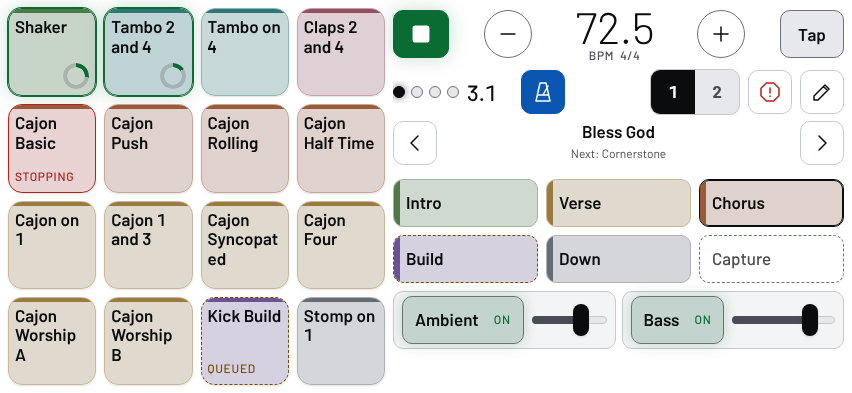 Shaker
Tambo 2
and 4
Tambo on
4
Claps 2
and 4
Cajon
Basic
STOPPING
Cajon
Push
Cajon
Rolling
Cajon
Half Time
Cajon on
1
Cajon 1
and 3
Cajon
Syncopat
ed
Cajon
Four
Cajon
Worship
A
Cajon
Worship
B
Kick Build
QUEUED
Stomp on
1
72.5
BPM 4/4
Tap
3.1
1
2
Bless God
Next: Cornerstone
Intro
Verse
Chorus
Build
Down
Capture
Ambient ON
Bass ON